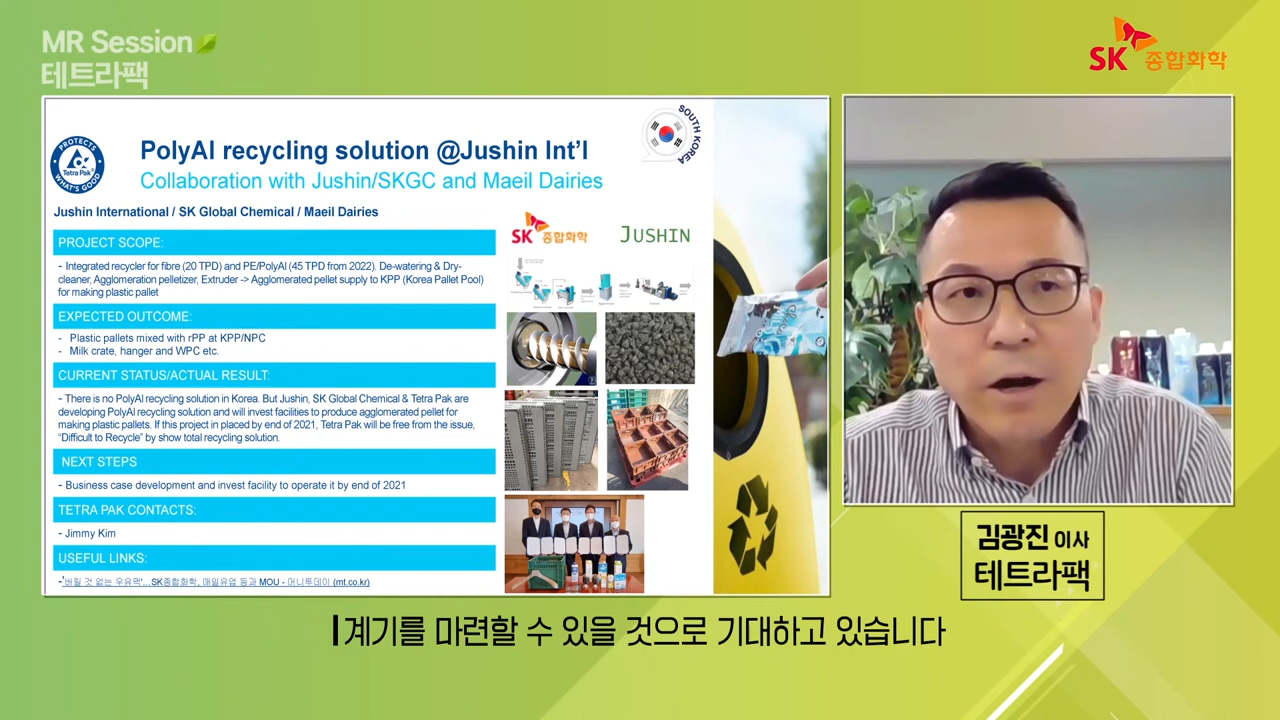 MR Session
테트라팩
SK 종합화학
PROTECTS
Tetra Pak®
WHAT'S GOOD
PolyAl recycling solution @Jushin Int'l
Collaboration with Jushin/SKGC and Maeil Dairies
SOUTH KOREA
Jushin International / SK Global Chemical / Maeil Dairies
PROJECT SCOPE:
- Integrated recycler for fibre (20 TPD) and PE/PolyAl (45 TPD from 2022). De-watering & Dry-
cleaner, Agglomeration pelletizer, Extruder -> Agglomerated pellet supply to KPP (Korea Pallet Pool)
for making plastic pallet
EXPECTED OUTCOME:
- Plastic pallets mixed with rPP at KPP/NPC
- Milk crate, hanger and WPC etc.
CURRENT STATUS/ACTUAL RESULT:
- There is no PolyAl recycling solution in Korea. But Jushin, SK Global Chemical & Tetra Pak are
developing PolyAl recycling solution and will invest facilities to produce agglomerated pellet for
making plastic pallets. If this project in placed by end of 2021, Tetra Pak will be free from the issue,
"Difficult to Recycle" by show total recycling solution.
NEXT STEPS
- Business case development and invest facility to operate it by end of 2021
TETRA PAK CONTACTS:
- Jimmy Kim
USEFUL LINKS:
-'버릴 것 없는 우유팩'…SK종합화학, 매일유업 등과 MOU - 머니투데이 (mt.co.kr)
SK 종합화학
JUSHIN
김광진 이사
테트라팩
계기를 마련할 수 있을 것으로 기대하고 있습니다